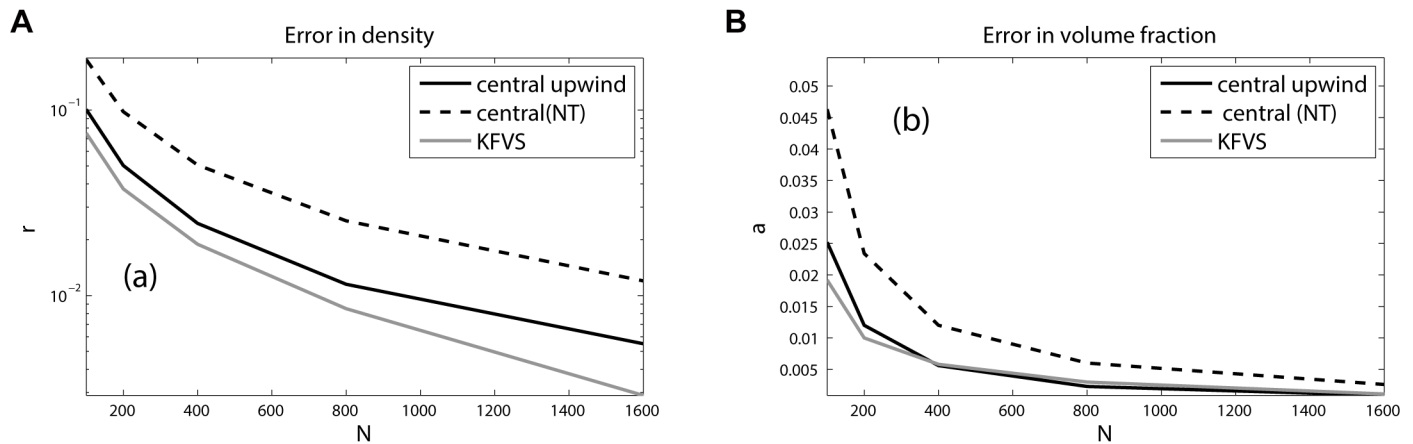 A
Error in density
central upwind
central(NT)
KFVS
10⁻¹
10⁻²
r
(a)
200 400 600 800 1000 1200 1400 1600
N
B
Error in volume fraction
central upwind
central (NT)
KFVS
0.05
0.045
0.04
0.035
0.03
0.025
0.02
0.015
0.01
0.005
a
(b)
200 400 600 800 1000 1200 1400 1600
N